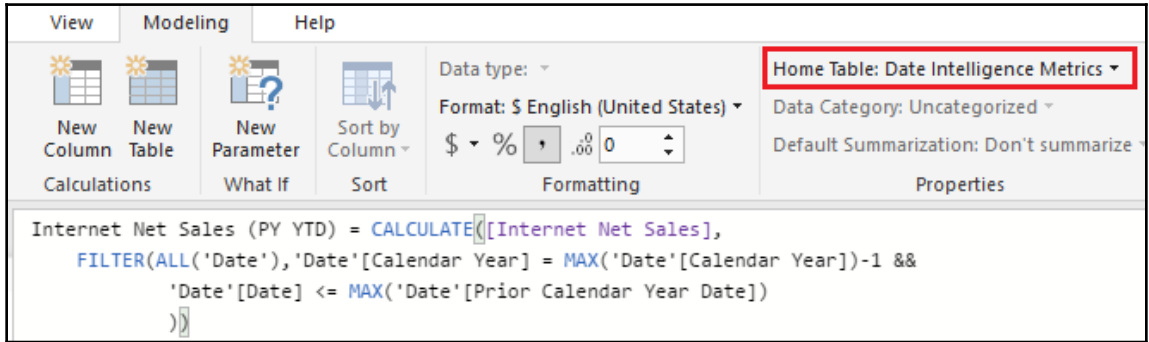 View Modeling Help
Data type:
Home Table: Date Intelligence Metrics
Format: $ English (United States)
Data Category: Uncategorized
New Column
New Table
New Parameter
Sort by Column
$ % , .00 0
Default Summarization: Don't summarize
Calculations What If Sort Formatting Properties
Internet Net Sales (PY YTD) = CALCULATE([Internet Net Sales],
FILTER(ALL('Date'),'Date'[Calendar Year] = MAX('Date'[Calendar Year])-1 &&
'Date'[Date] <= MAX('Date'[Prior Calendar Year Date])
))